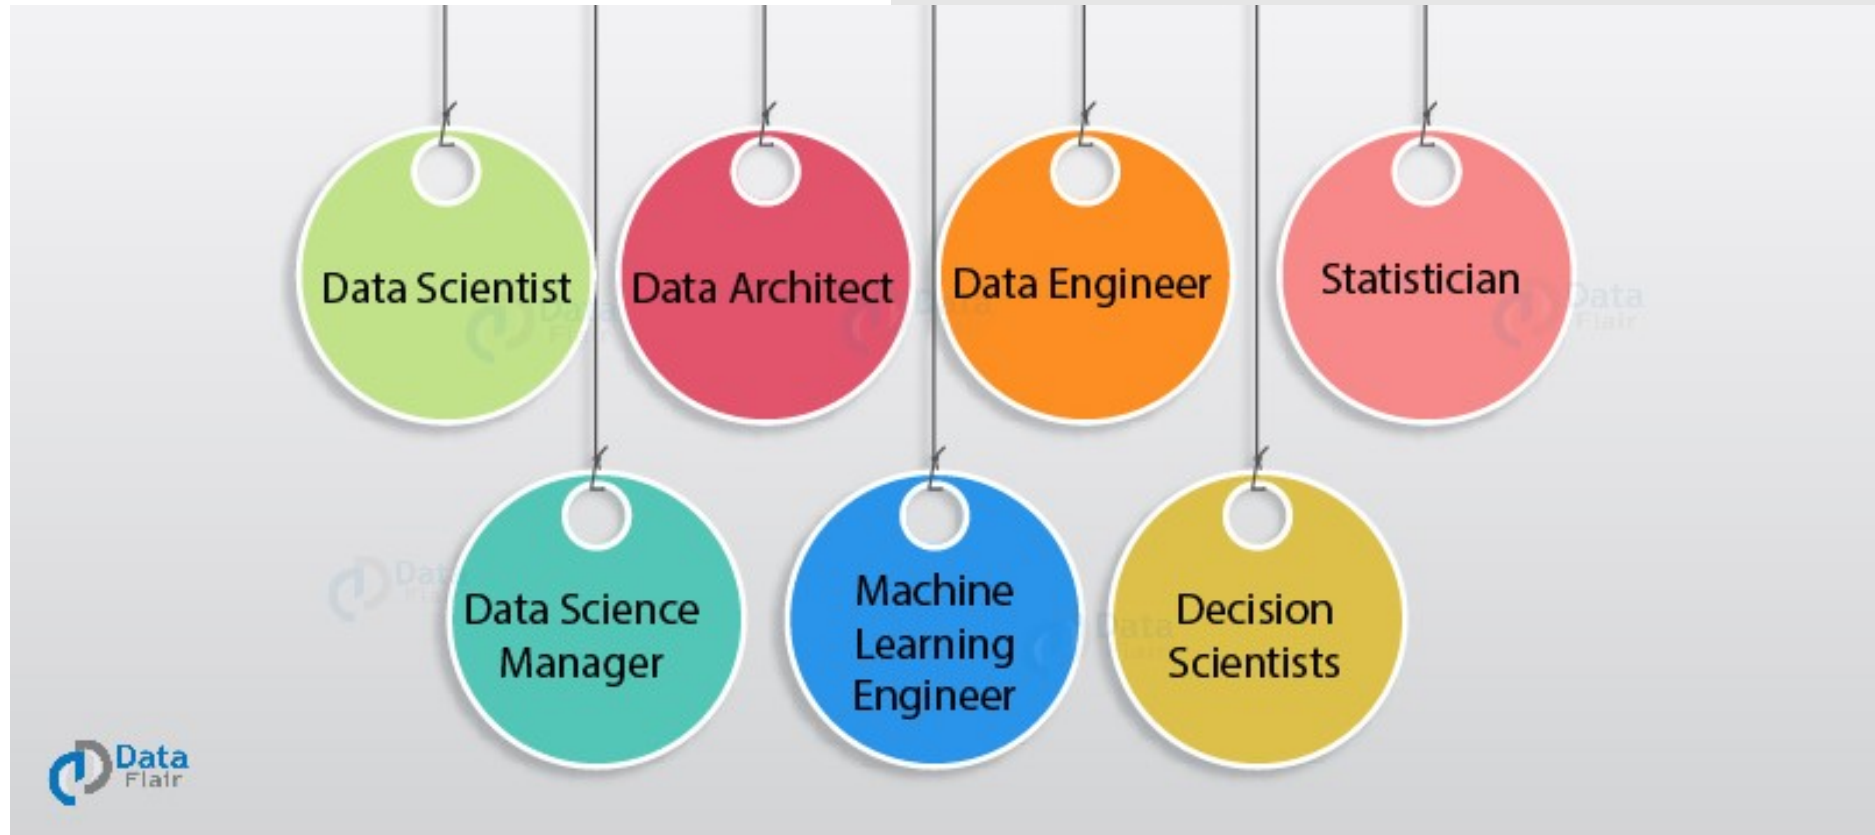 Data Scientist
Data Architect
Data Engineer
Statistician
Data Science
Manager
Machine
Learning
Engineer
Decision
Scientists
Data
Flair